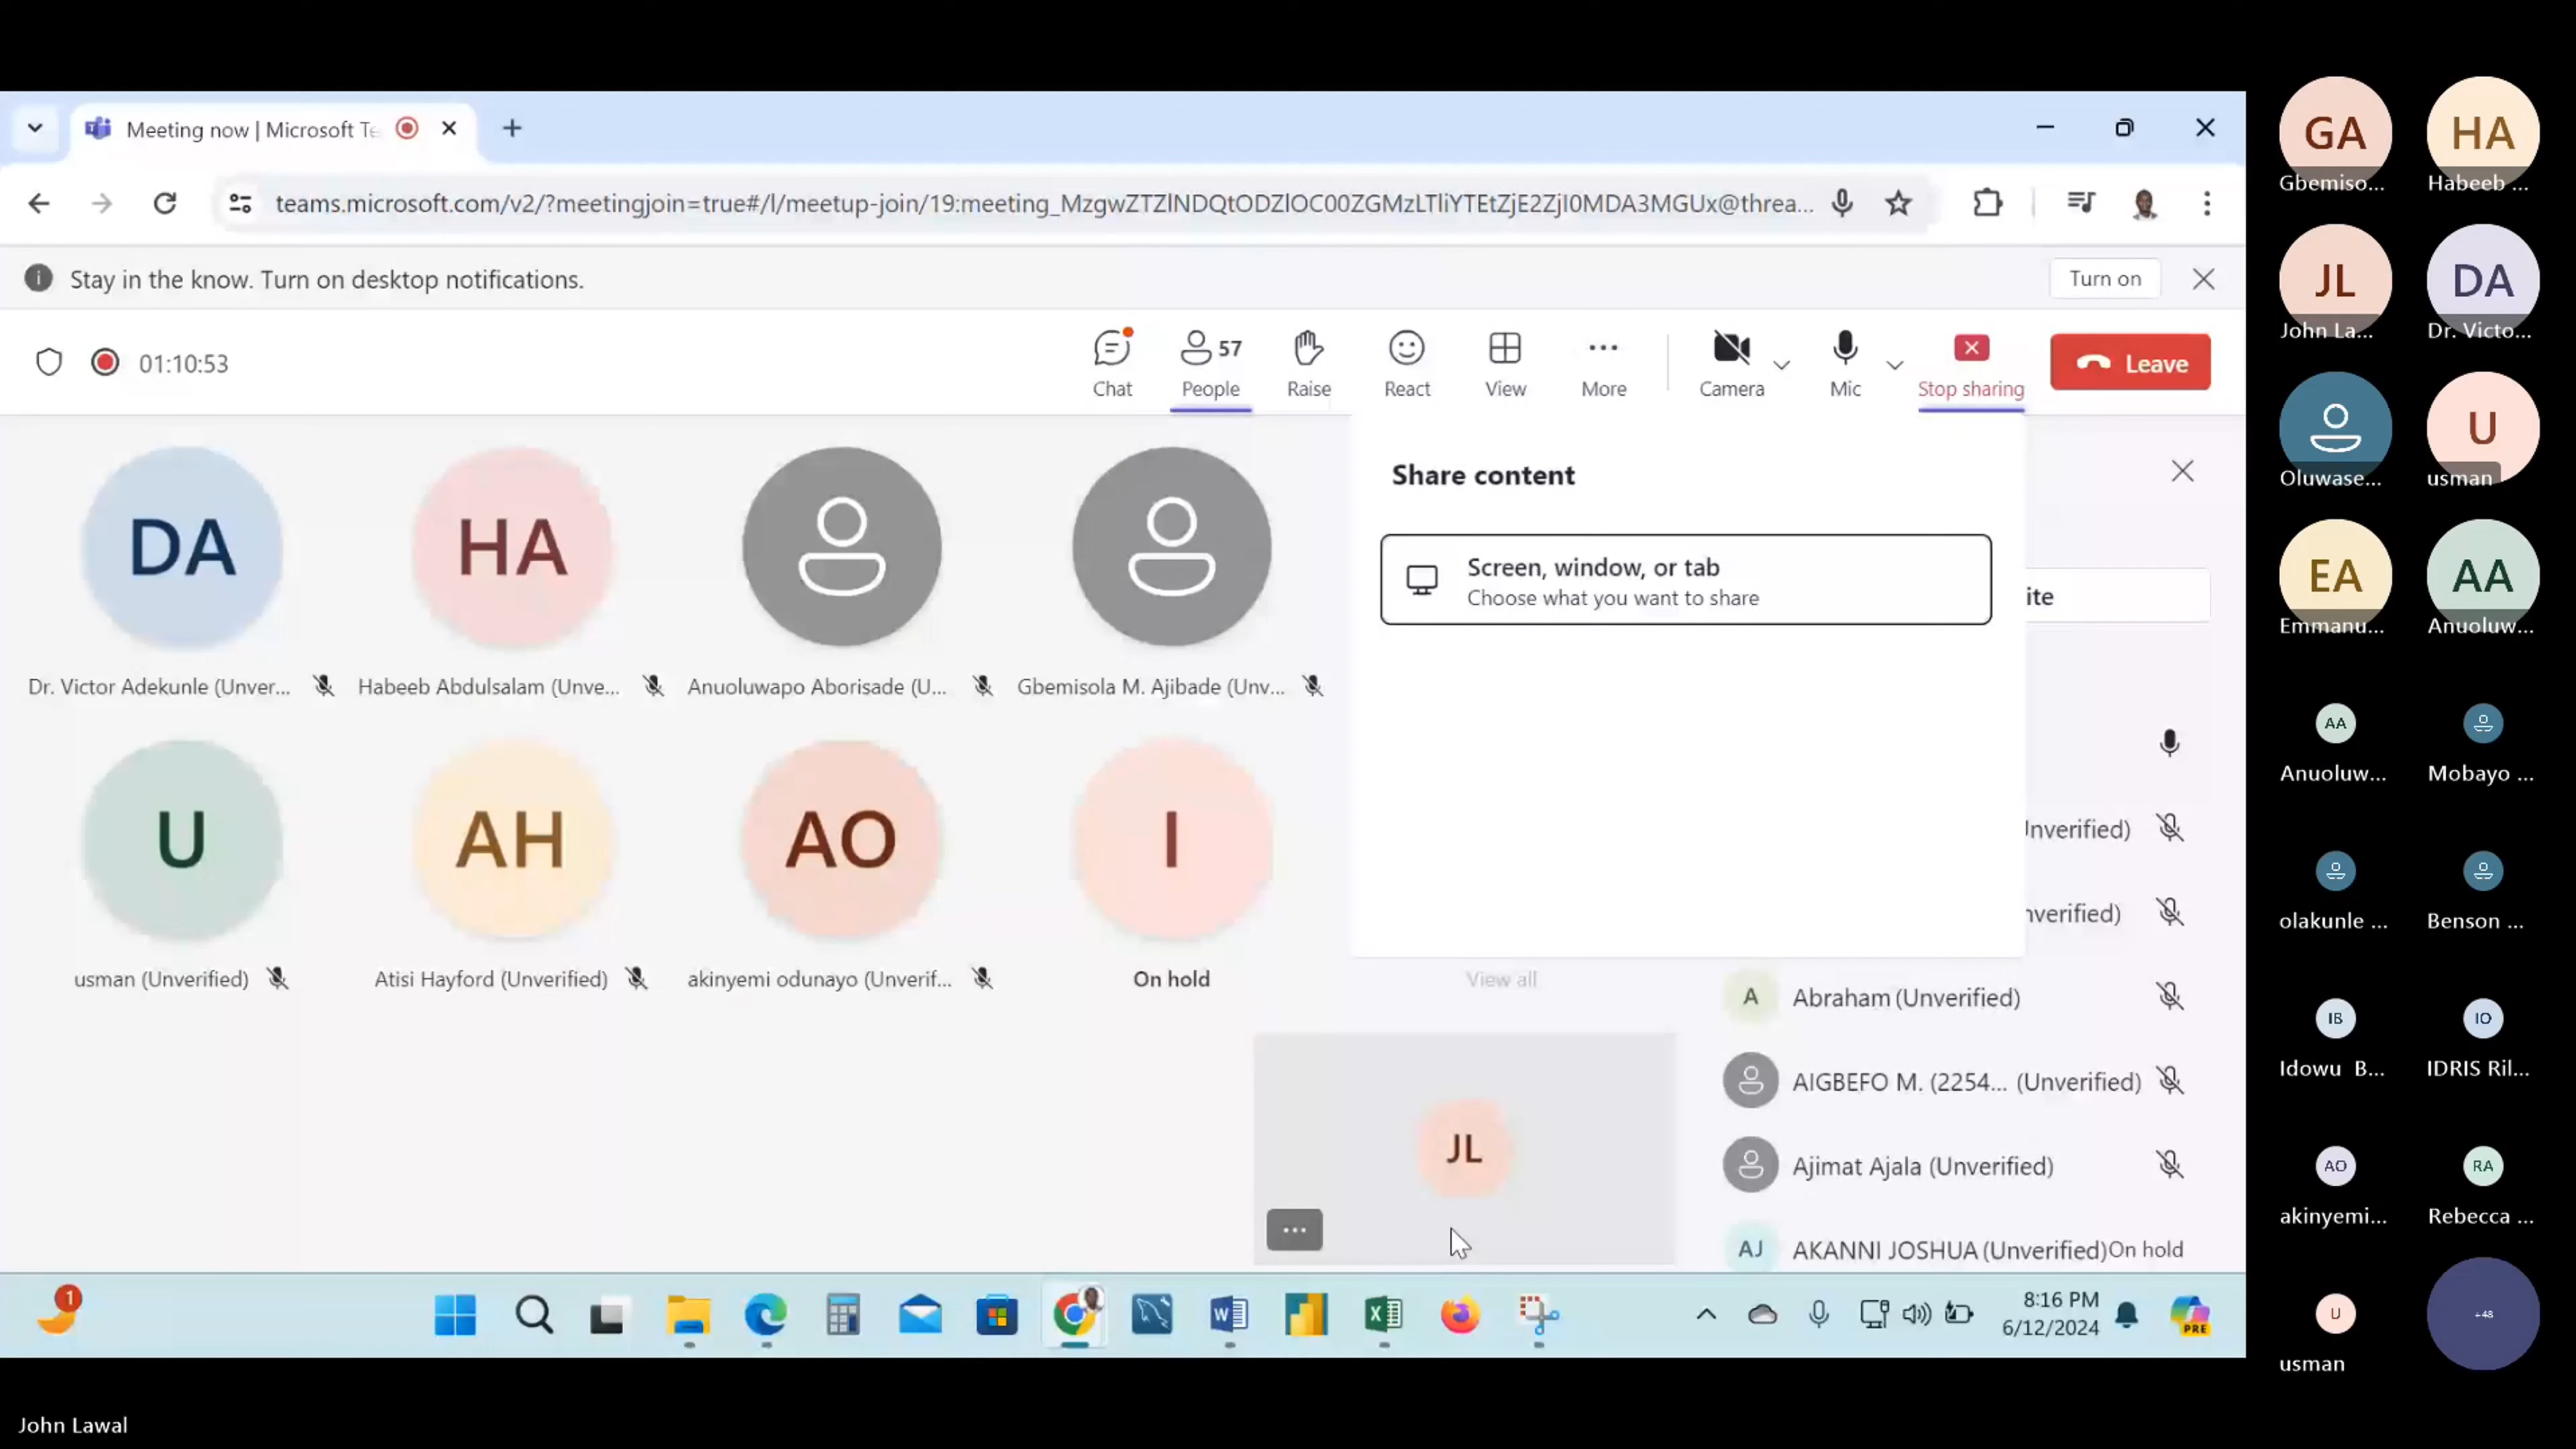 Meeting now | Microsoft Te
teams.microsoft.com/v2/?meetingjoin=true#/l/meetup-join/19:meeting_MzgwZTZlNDQtODZlOC00ZGMzLTliYTEtZjE2ZjI0MDA3MGUx@threa...
Stay in the know. Turn on desktop notifications.
Turn on
01:10:53
Chat
57
People
Raise
React
View
More
Camera
Mic
Stop sharing
Leave
Share content
Screen, window, or tab
Choose what you want to share
ite
DA
HA
Dr. Victor Adekunle (Unver...
Habeeb Abdulsalam (Unve...
Anuoluwapo Aborisade (U...
Gbemisola M. Ajibade (Unv...
U
AH
AO
I
usman (Unverified)
Atisi Hayford (Unverified)
akinyemi odunayo (Unverif...
On hold
View all
nverified)
nverified)
A
Abraham (Unverified)
AIGBEFO M. (2254... (Unverified)
Ajimat Ajala (Unverified)
AJ
AKANNI JOSHUA (Unverified)
On hold
JL
...
1
8:16 PM
6/12/2024
PRE
GA
HA
Gbemiso...
Habeeb ...
JL
DA
John La...
Dr. Victo...
U
Oluwase...
usman
EA
AA
Emmanu...
Anuoluw...
AA
Anuoluw...
Mobayo ...
olakunle ...
Benson ...
IB
IO
Idowu B...
IDRIS Ril...
AO
RA
akinyemi...
Rebecca ...
U
+48
usman
John Lawal